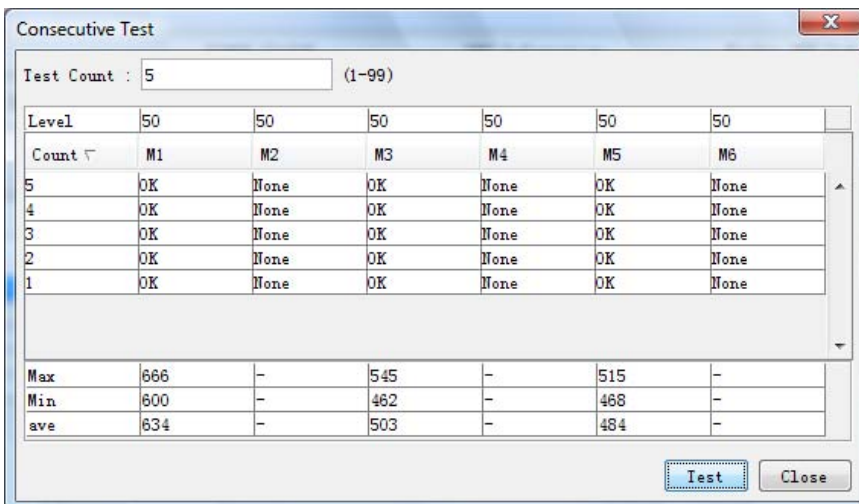 Consecutive Test
Test Count : 5 (1-99)
Level 50 50 50 50 50 50
Count M1 M2 M3 M4 M5 M6
5 OK None OK None OK None
4 OK None OK None OK None
3 OK None OK None OK None
2 OK None OK None OK None
1 OK None OK None OK None
Max 666 - 545 - 515 -
Min 600 - 462 - 468 -
ave 634 - 503 - 484 -
Test Close